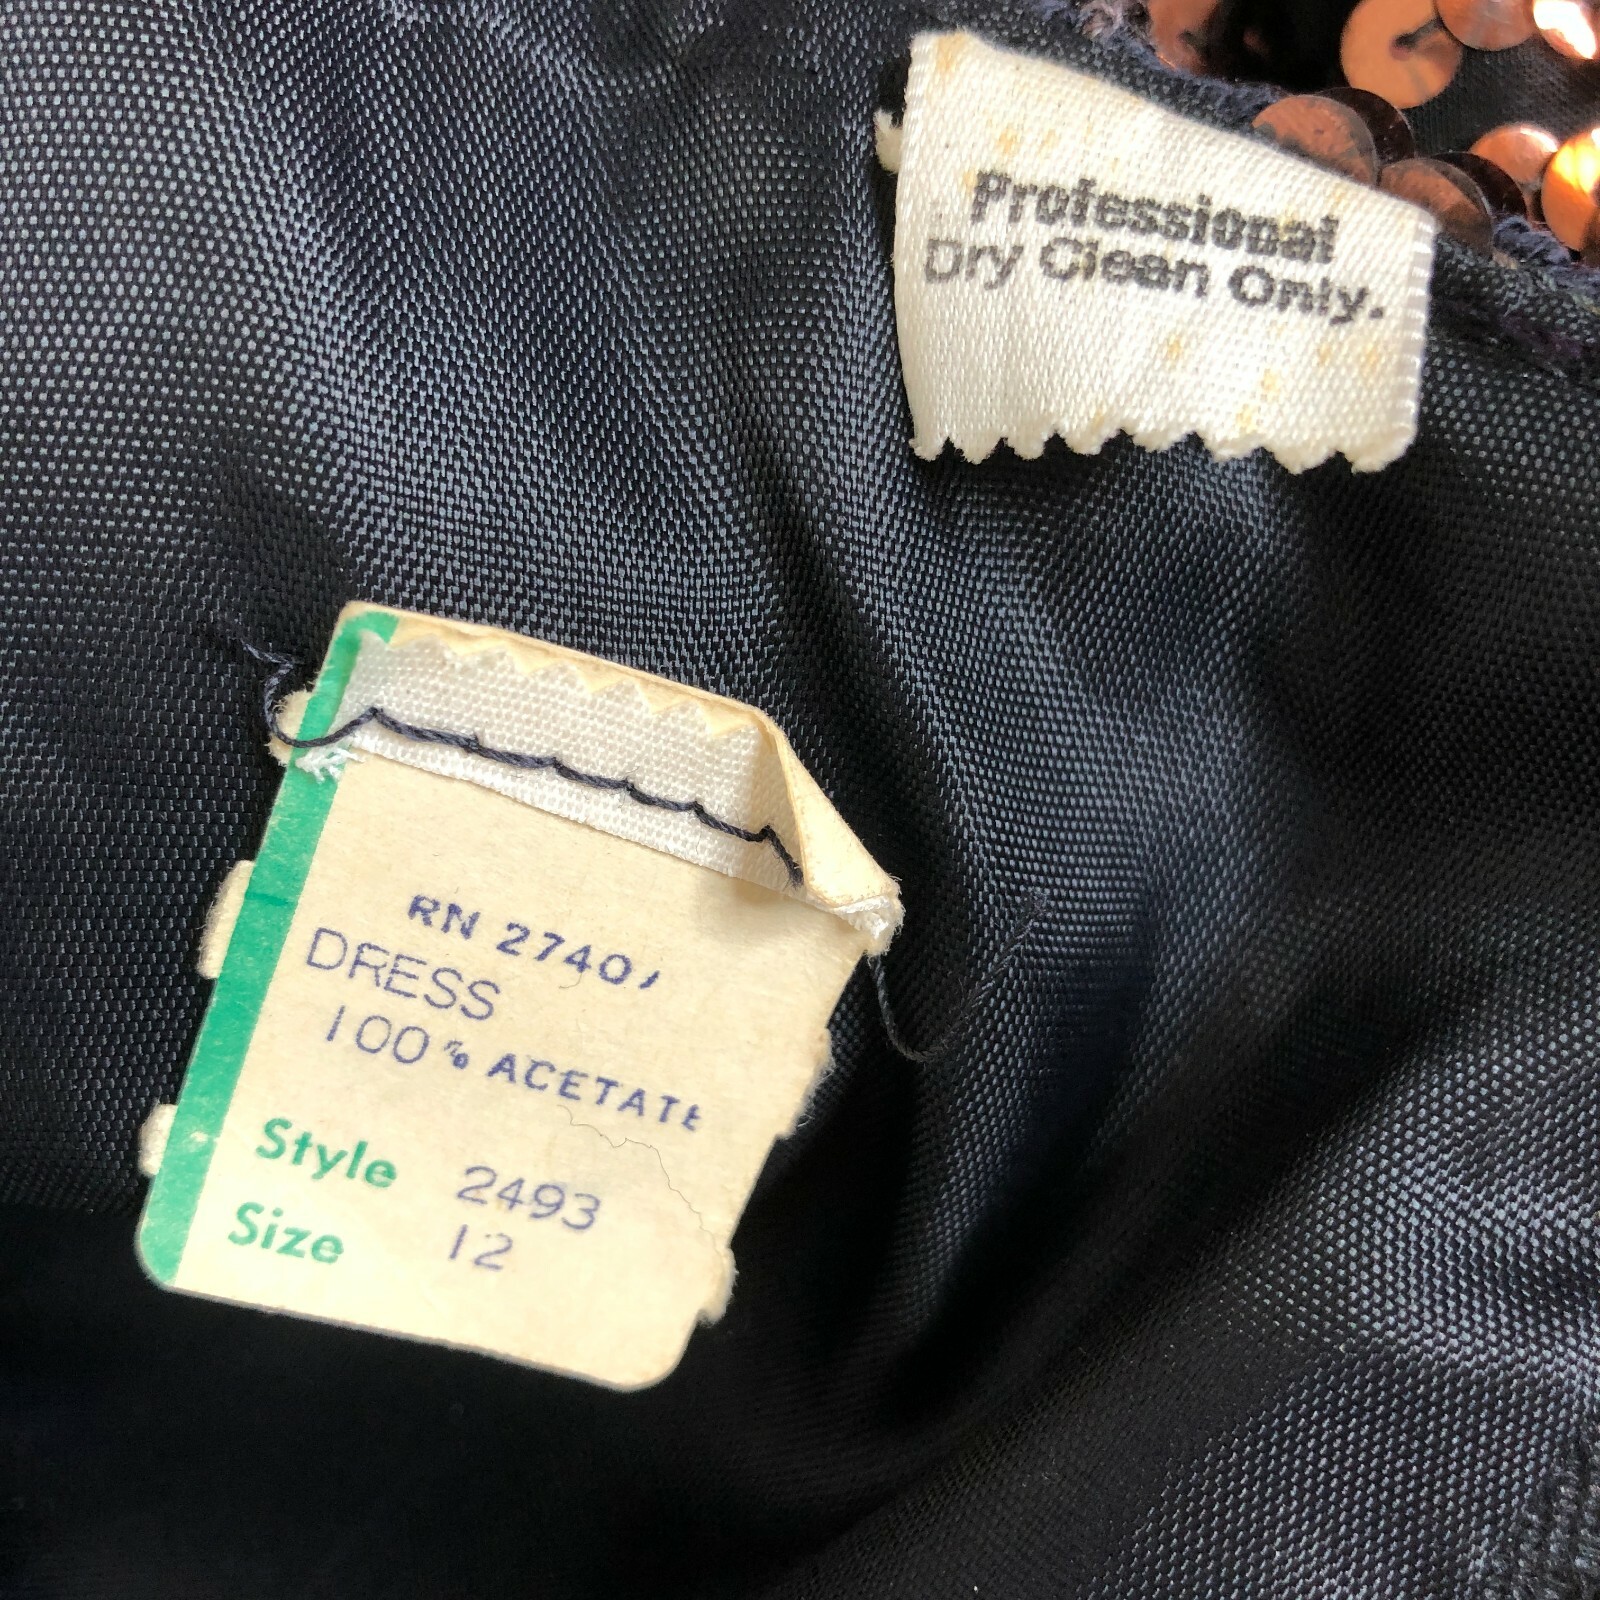 Professional
Dry Clean Only.
RN 2740
DRESS
100% ACETATE
Style 2493
Size 12